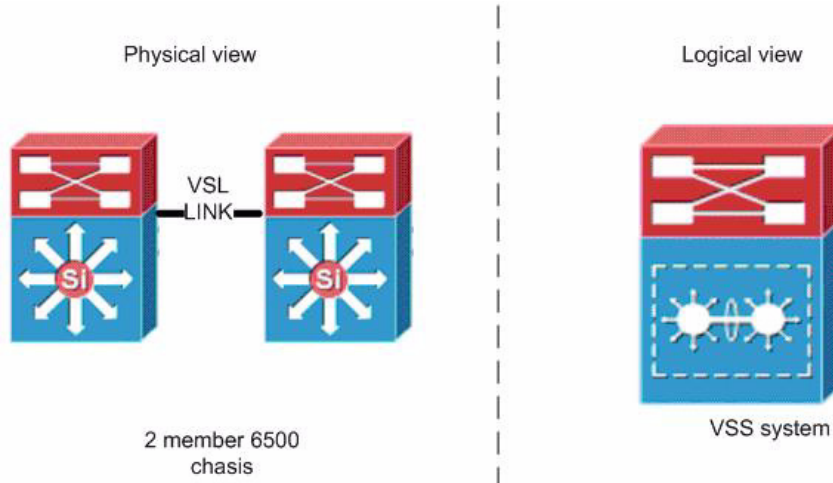 Physical view
Logical view
VSL
LINK
Si
Si
2 member 6500
chasis
VSS system